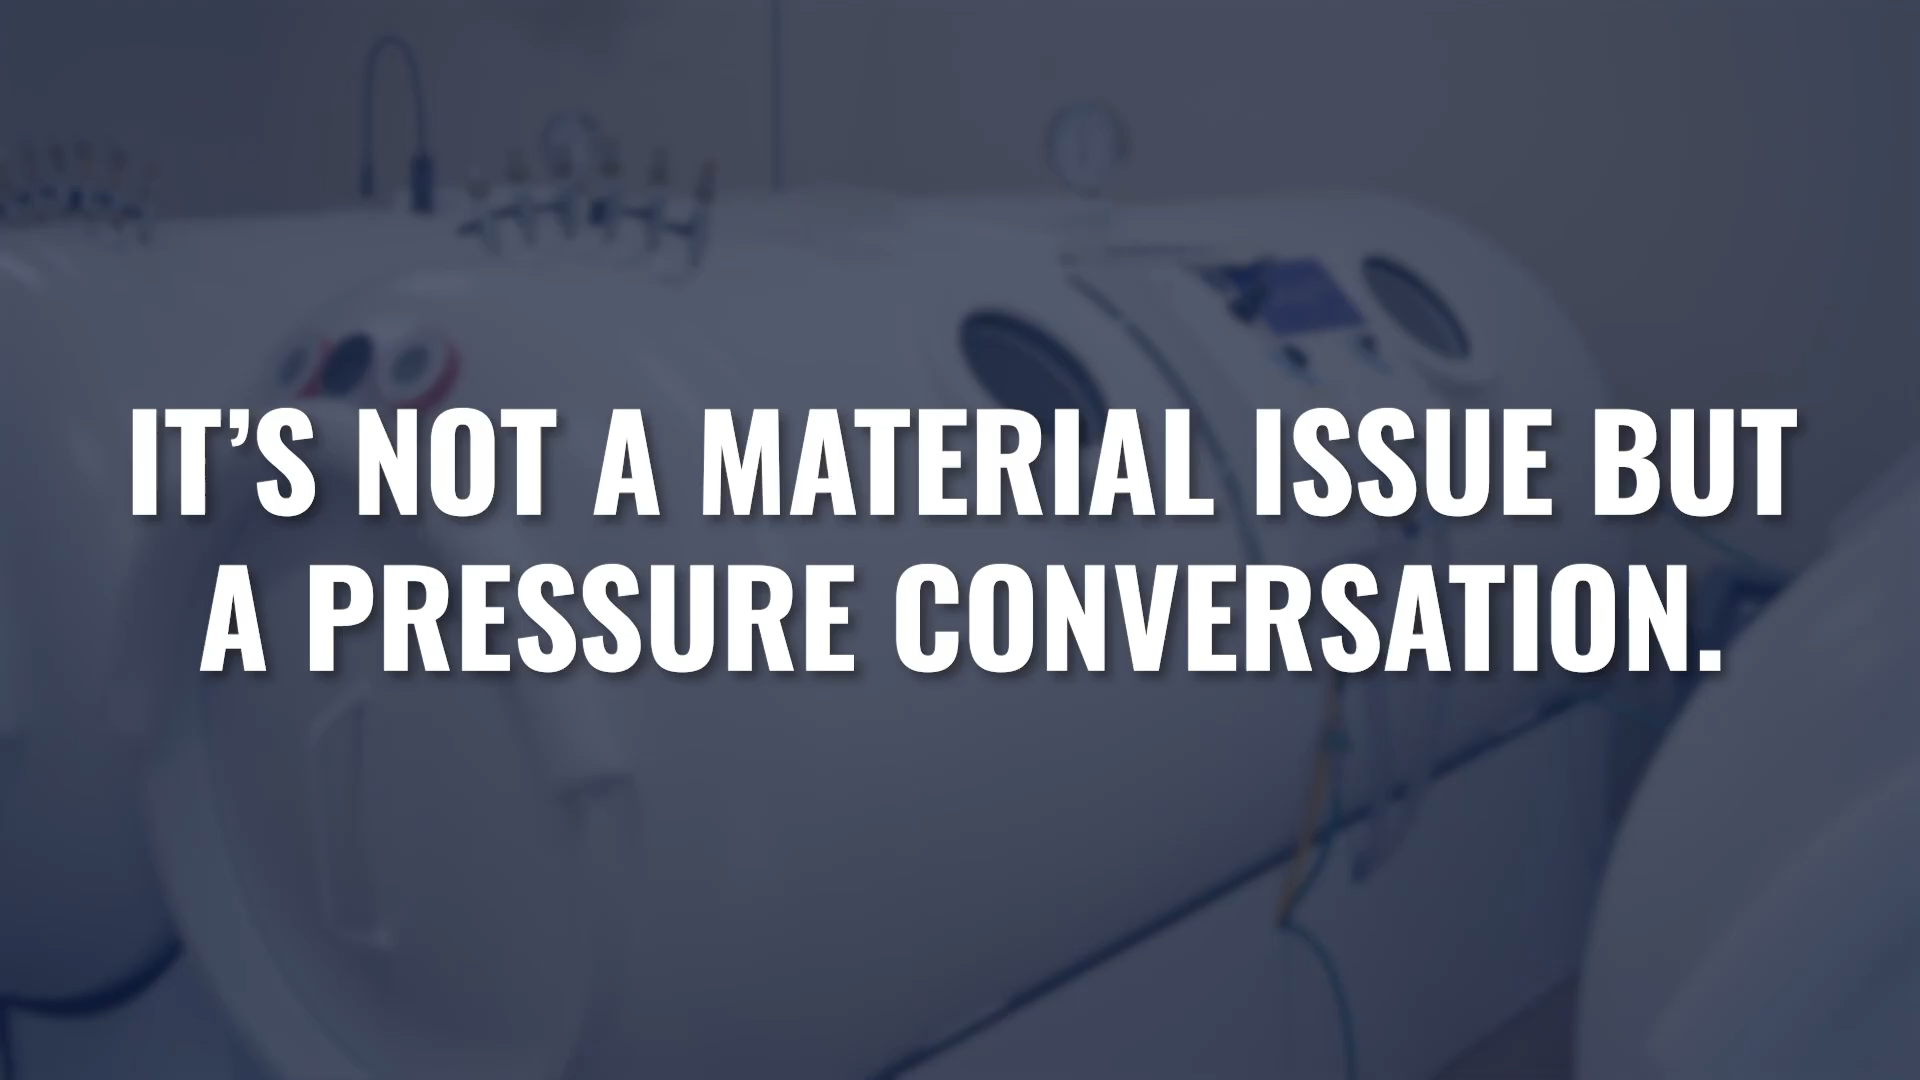 IT’S NOT A MATERIAL ISSUE BUT
A PRESSURE CONVERSATION.